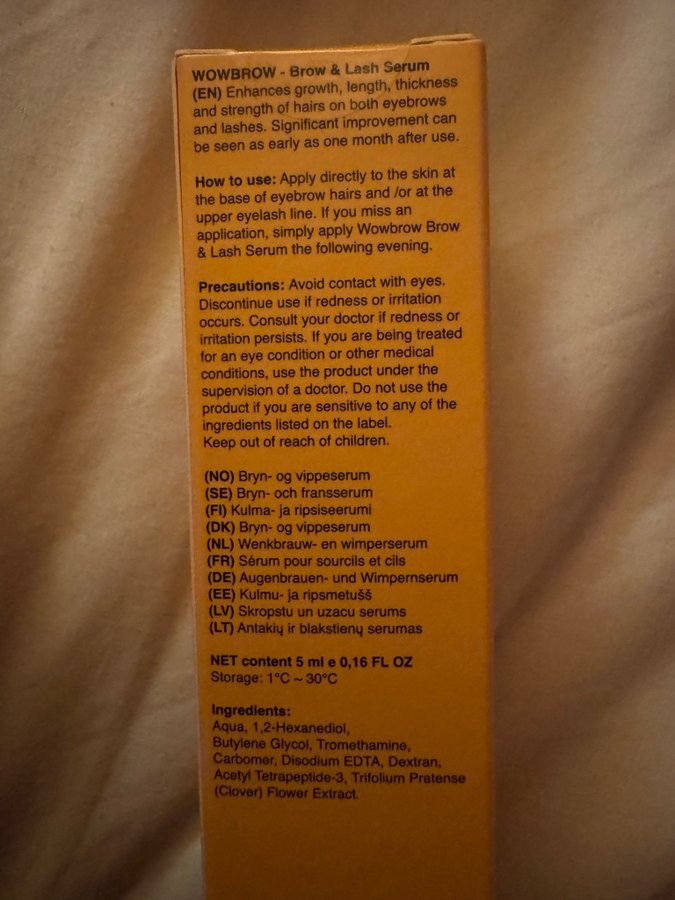 WOWBROW - Brow & Lash Serum
(EN) Enhances growth, length, thickness
and strength of hairs on both eyebrows
and lashes. Significant improvement can
be seen as early as one month after use.
How to use: Apply directly to the skin at
the base of eyebrow hairs and /or at the
upper eyelash line. If you miss an
application, simply apply Wowbrow Brow
& Lash Serum the following evening.
Precautions: Avoid contact with eyes.
Discontinue use if redness or irritation
occurs. Consult your doctor if redness or
irritation persists. If you are being treated
for an eye condition or other medical
conditions, use the product under the
supervision of a doctor. Do not use the
product if you are sensitive to any of the
ingredients listed on the label.
Keep out of reach of children.
(NO) Bryn- og vippeserum
(SE) Bryn- och fransserum
(FI) Kulma- ja ripsiseerumi
(DK) Bryn- og vippeserum
(NL) Wenkbrauw- en wimperserum
(FR) Sérum pour sourcils et cils
(DE) Augenbrauen- und Wimpernserum
(EE) Kulmu- ja ripsmetušš
(LV) Skropstu un uzacu serums
(LT) Antakių ir blakstienų serumas
NET content 5 ml e 0,16 FL OZ
Storage: 1°C ~ 30°C
Ingredients:
Aqua, 1,2-Hexanediol,
Butylene Glycol, Tromethamine,
Carbomer, Disodium EDTA, Dextran,
Acetyl Tetrapeptide-3, Trifolium Pratense
(Clover) Flower Extract.